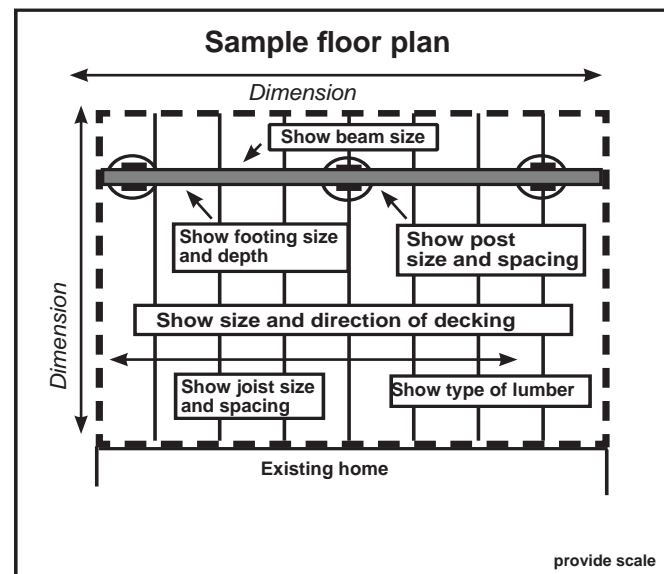 Sample floor plan
Dimension
Show beam size
Show footing size
and depth
Show post
size and spacing
Dimension
Show size and direction of decking
Show joist size
and spacing
Show type of lumber
Existing home
provide scale